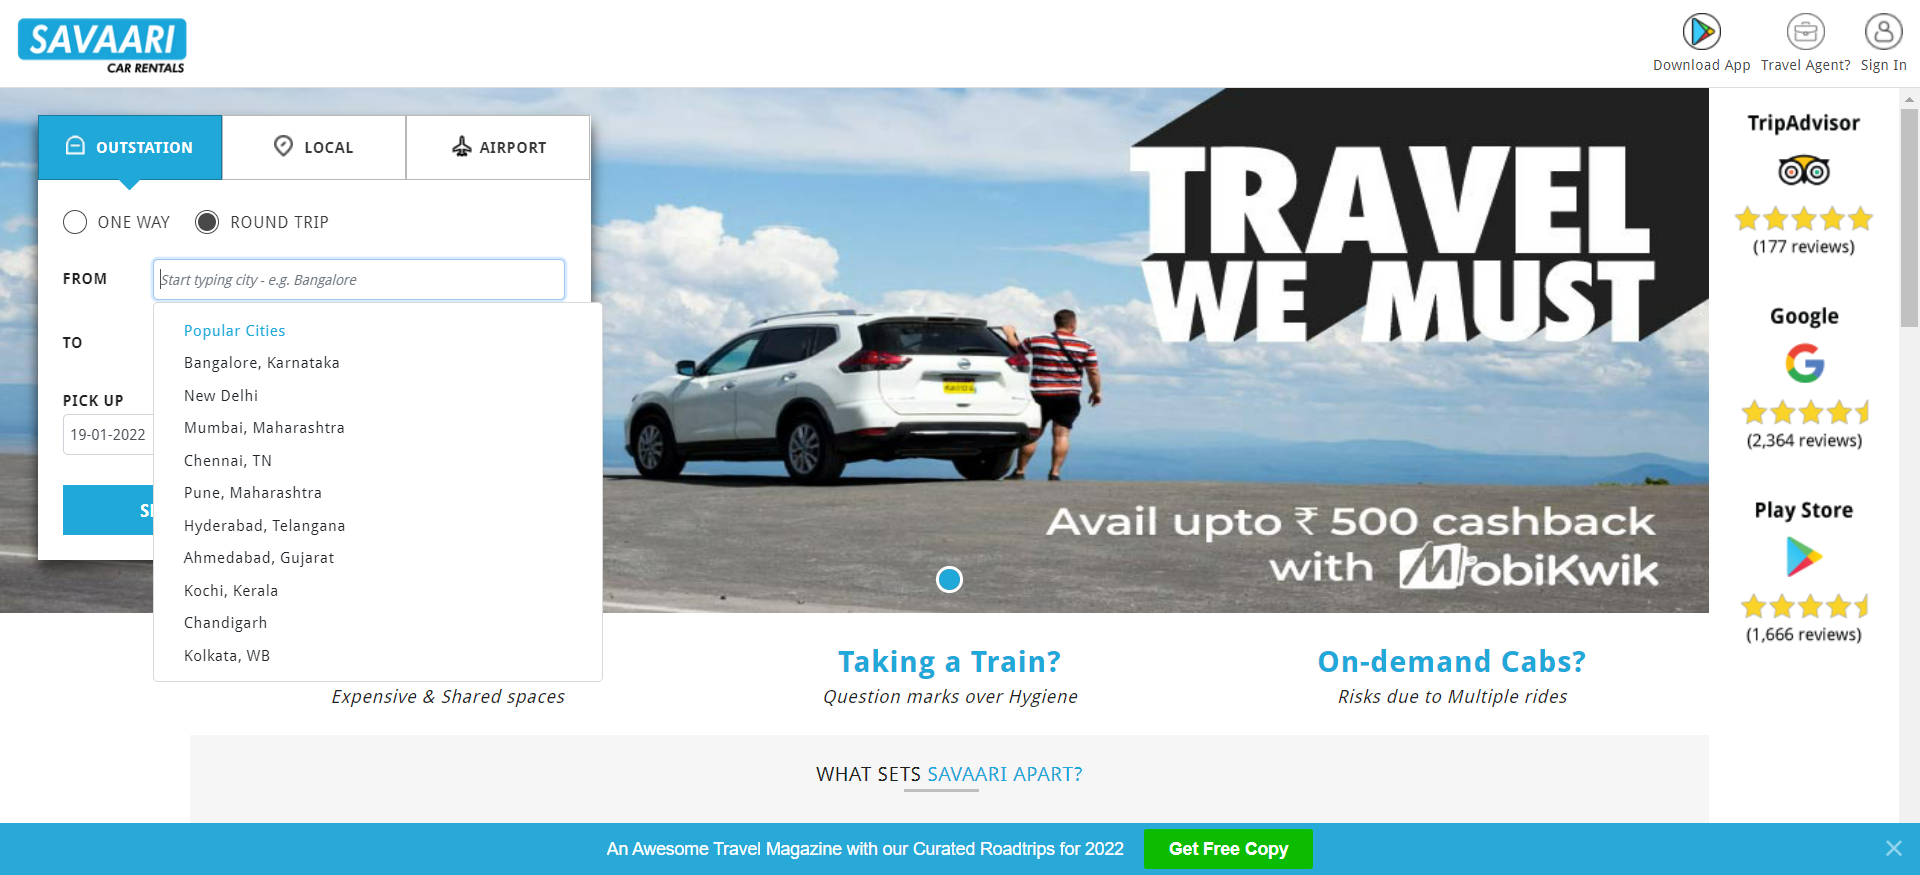 SAVAARI
CAR RENTALS
Download App
Travel Agent?
Sign In
OUTSTATION
LOCAL
AIRPORT
ONE WAY
ROUND TRIP
FROM
Start typing city - e.g. Bangalore
TO
PICK UP
19-01-2022
Popular Cities
Bangalore, Karnataka
New Delhi
Mumbai, Maharashtra
Chennai, TN
Pune, Maharashtra
Hyderabad, Telangana
Ahmedabad, Gujarat
Kochi, Kerala
Chandigarh
Kolkata, WB
TRAVEL
WE MUST
Avail upto ₹ 500 cashback
with MobiKwik
TripAdvisor
(177 reviews)
Google
(2,364 reviews)
Play Store
(1,666 reviews)
Expensive & Shared spaces
Taking a Train?
Question marks over Hygiene
On-demand Cabs?
Risks due to Multiple rides
WHAT SETS SAVAARI APART?
An Awesome Travel Magazine with our Curated Roadtrips for 2022
Get Free Copy